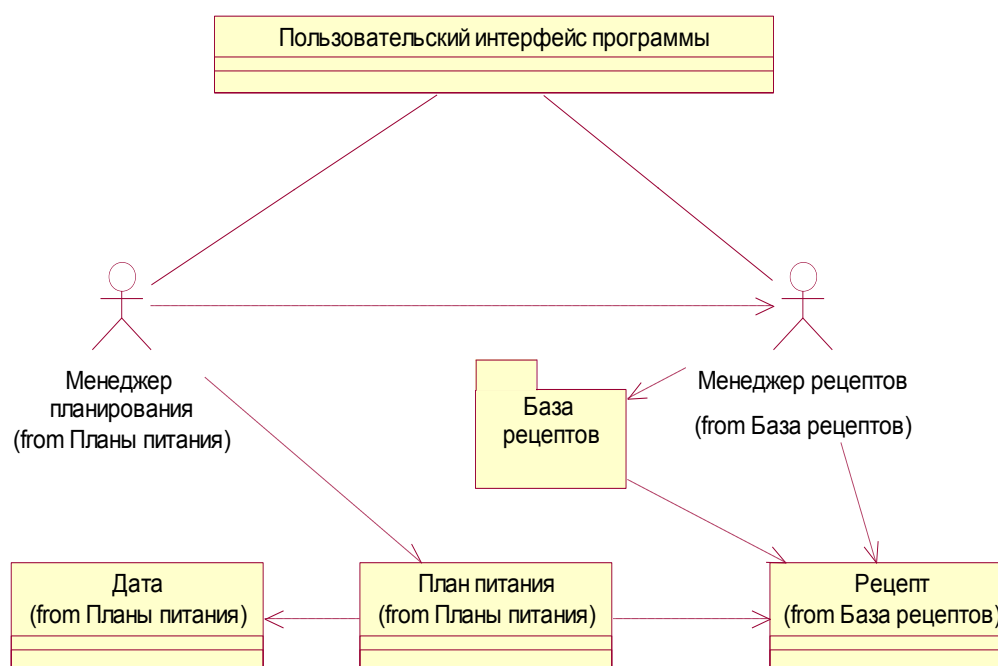 Пользовательский интерфейс программы
Менеджер
планирования
(from Планы питания)
База
рецептов
Менеджер рецептов
(from База рецептов)
Дата
(from Планы питания)
План питания
(from Планы питания)
Рецепт
(from База рецептов)